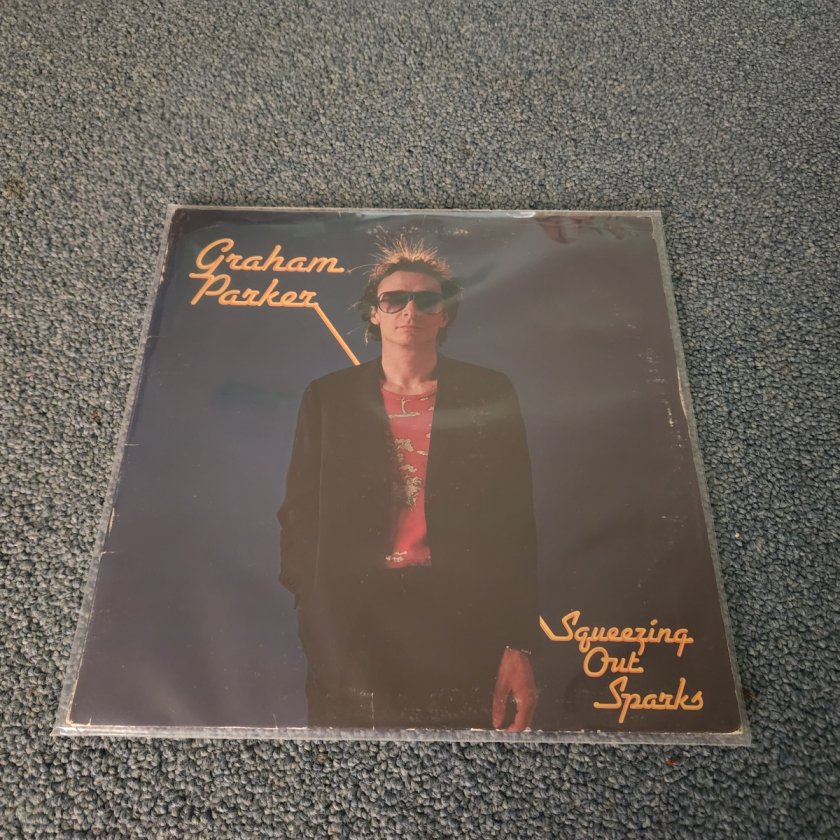 Graham
Parker
Squeezing
Out
Sparks